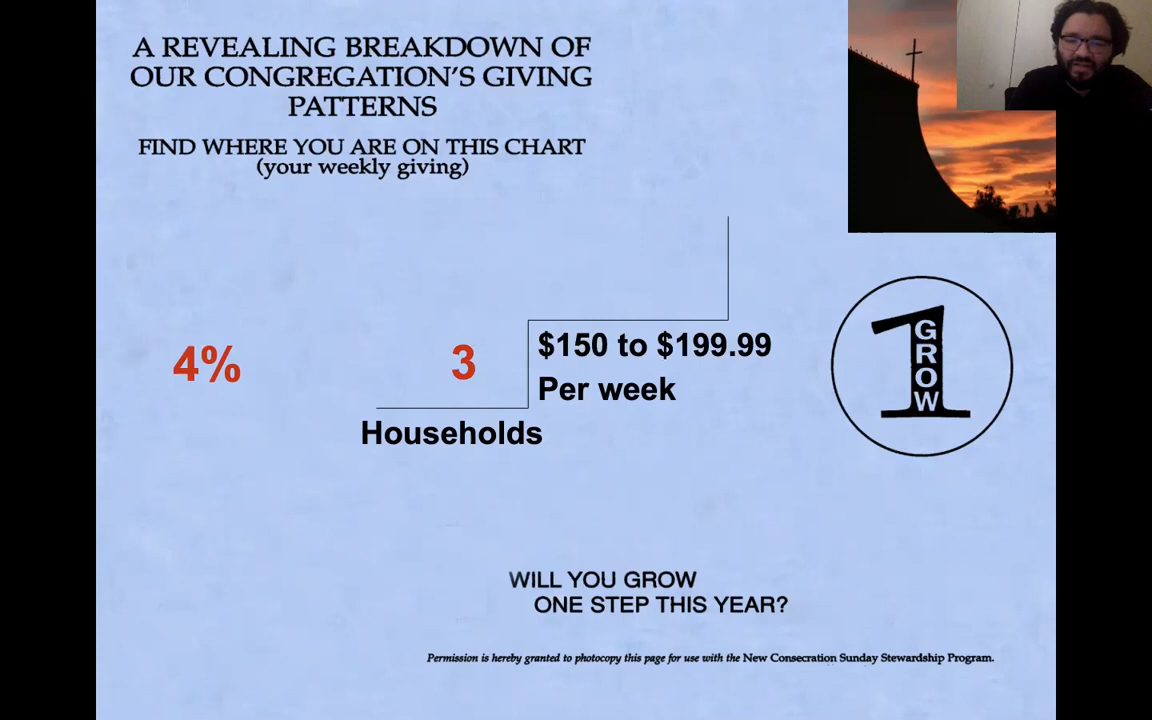 A REVEALING BREAKDOWN OF
OUR CONGREGATION'S GIVING
PATTERNS
FIND WHERE YOU ARE ON THIS CHART
(your weekly giving)
4%
3
$150 to $199.99
Per week
Households
GROW
1
WILL YOU GROW
ONE STEP THIS YEAR?
Permission is hereby granted to photocopy this page for use with the New Consecration Sunday Stewardship Program.